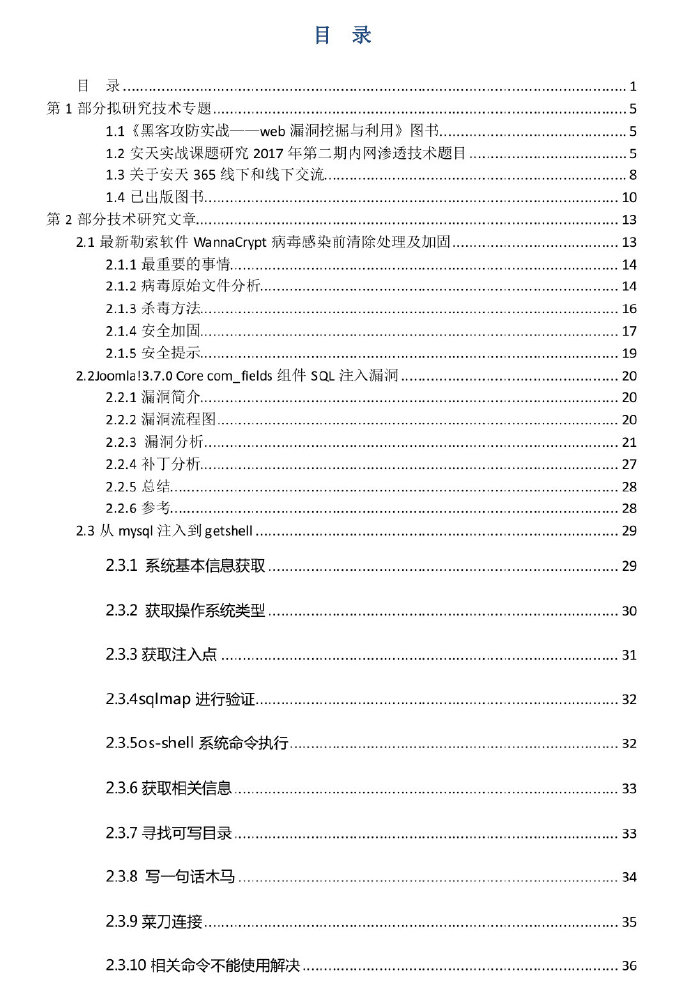 目 录
目 录 1
第 1 部分拟研究技术专题 5
1.1《黑客攻防实战——web 漏洞挖掘与利用》图书 5
1.2 安天实战课题研究 2017 年第二期内网渗透技术题目 5
1.3 关于安天 365 线下和线下交流 8
1.4 已出版图书 10
第 2 部分技术研究文章 13
2.1 最新勒索软件 WannaCrypt 病毒感染前清除处理及加固 13
2.1.1 最重要的事情 14
2.1.2 病毒原始文件分析 14
2.1.3 杀毒方法 16
2.1.4 安全加固 17
2.1.5 安全提示 19
2.2Joomla!3.7.0 Core com_fields 组件 SQL 注入漏洞 20
2.2.1 漏洞简介 20
2.2.2 漏洞流程图 20
2.2.3 漏洞分析 21
2.2.4 补丁分析 27
2.2.5 总结 28
2.2.6 参考 28
2.3 从 mysql 注入到 getshell 29
2.3.1 系统基本信息获取 29
2.3.2 获取操作系统类型 30
2.3.3 获取注入点 31
2.3.4sqlmap 进行验证 32
2.3.5os-shell 系统命令执行 32
2.3.6 获取相关信息 33
2.3.7 寻找可写目录 33
2.3.8 写一句话木马 34
2.3.9 菜刀连接 35
2.3.10 相关命令不能使用解决 36